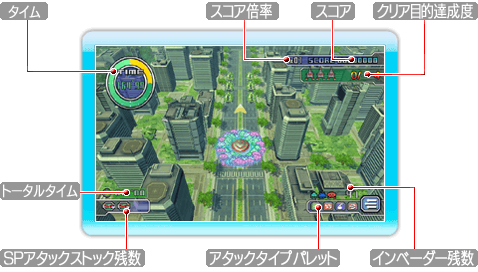 タイム
スコア倍率
スコア
クリア目的達成度
TIME
SCORE
トータルタイム
SPアタックストック残数
アタックタイプパレット
インベーダー残数